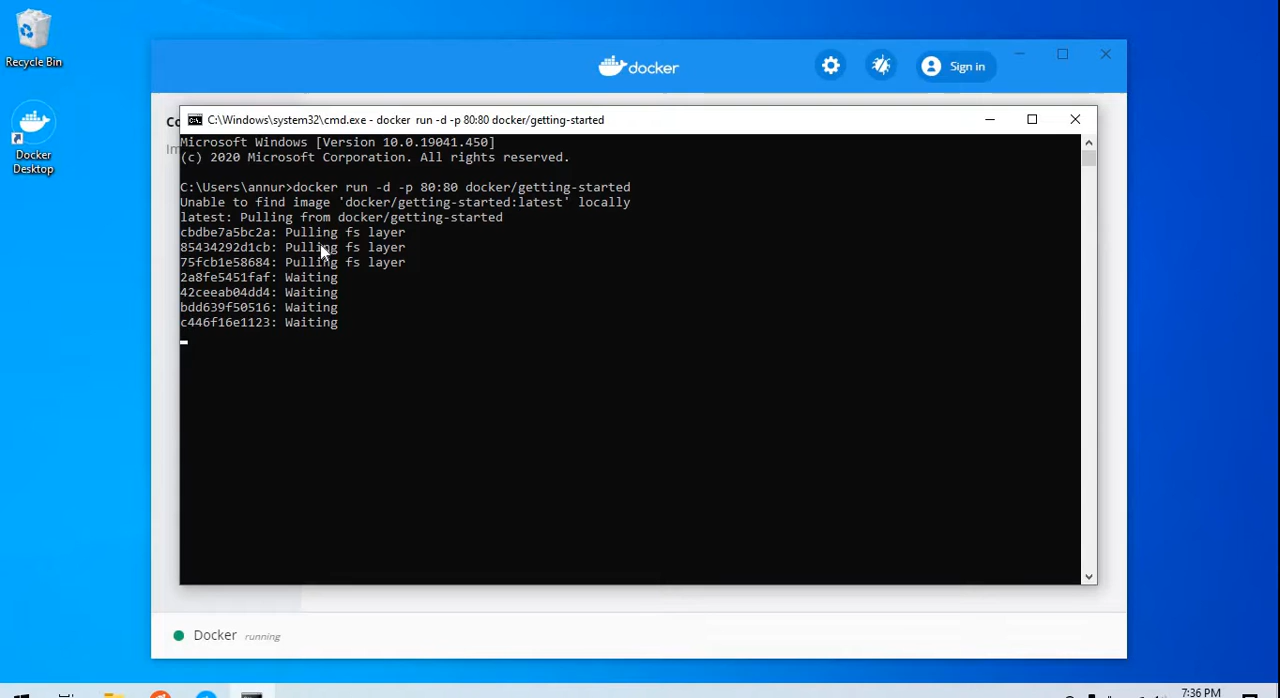 Recycle Bin
Docker
Desktop
docker
Sign in
C:\Windows\system32\cmd.exe - docker run -d -p 80:80 docker/getting-started
Microsoft Windows [Version 10.0.19041.450]
(c) 2020 Microsoft Corporation. All rights reserved.
C:\Users\annur>docker run -d -p 80:80 docker/getting-started
Unable to find image 'docker/getting-started:latest' locally
latest: Pulling from docker/getting-started
cbdbe7a5bc2a: Pulling fs layer
85434292d1cb: Pulling fs layer
75fcb1e58684: Pulling fs layer
2a8fe5451faf: Waiting
42ceeab04dd4: Waiting
bdd639f50516: Waiting
c446f16e1123: Waiting
Docker running
7:36 PM